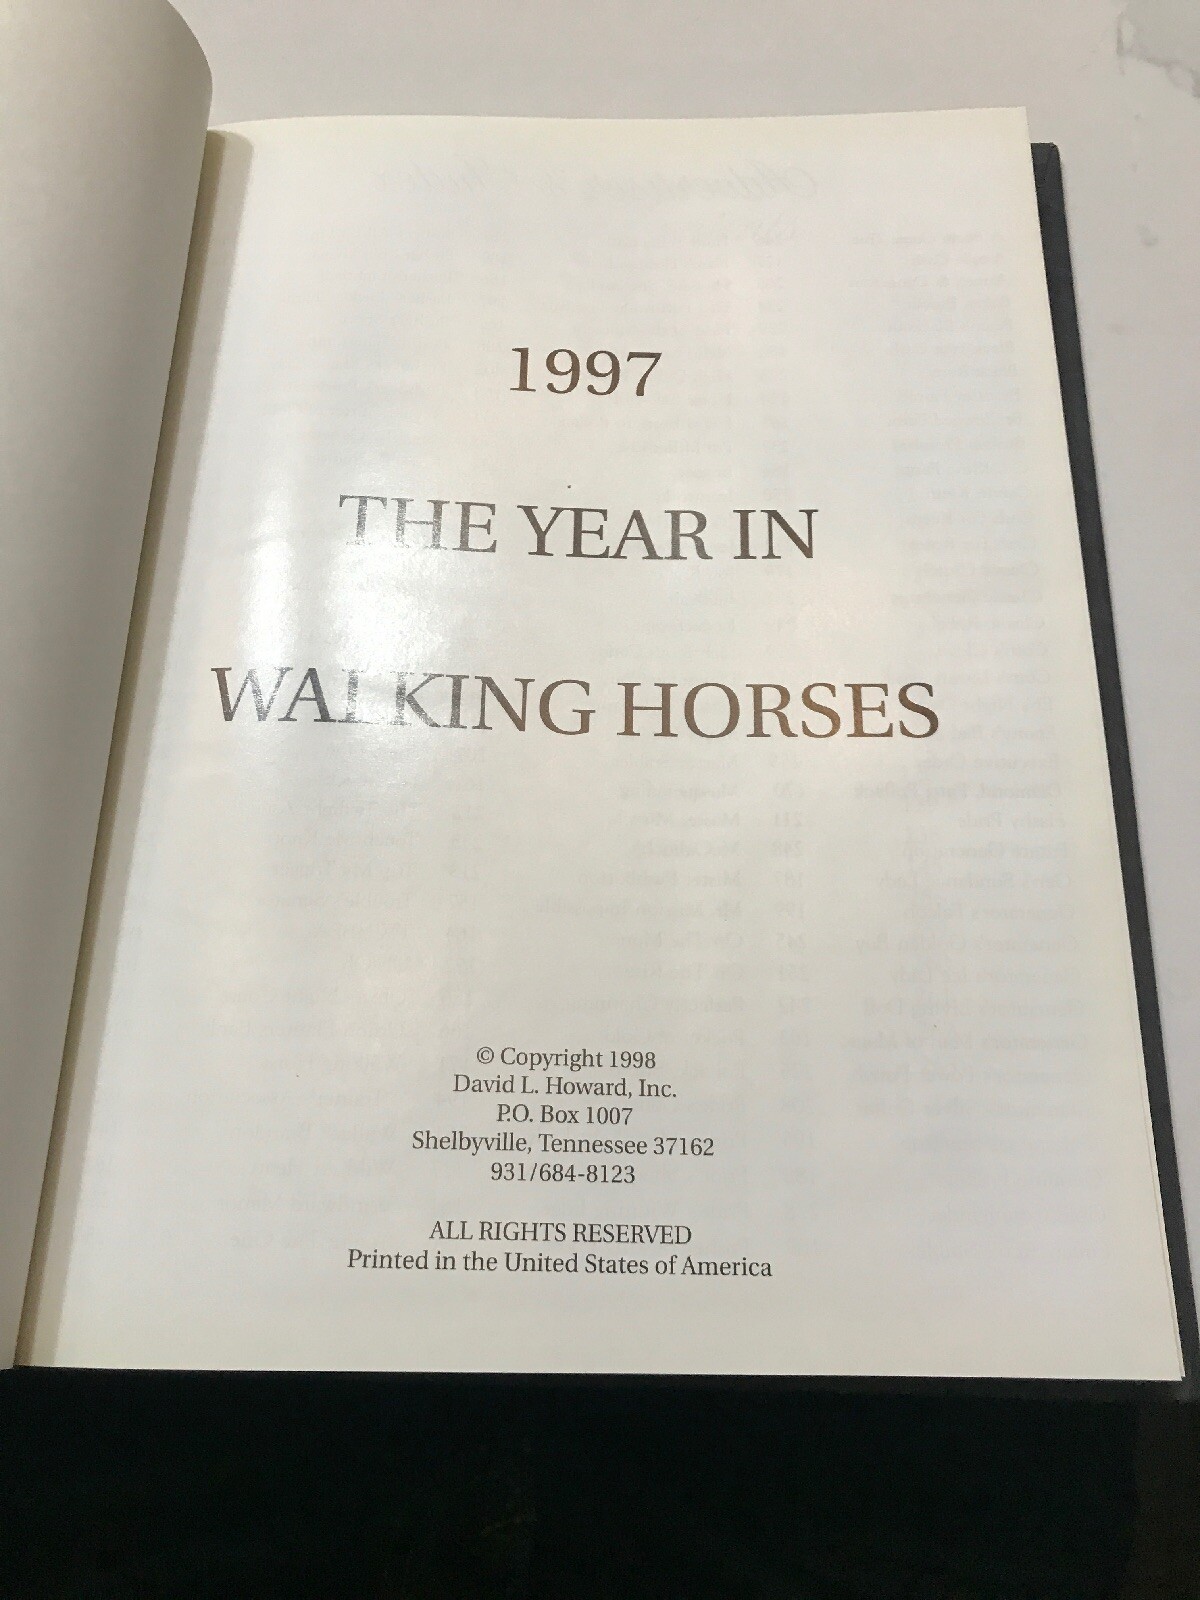 1997
THE YEAR IN
WALKING HORSES
© Copyright 1998
David L. Howard, Inc.
P.O. Box 1007
Shelbyville, Tennessee 37162
931/684-8123
ALL RIGHTS RESERVED
Printed in the United States of America